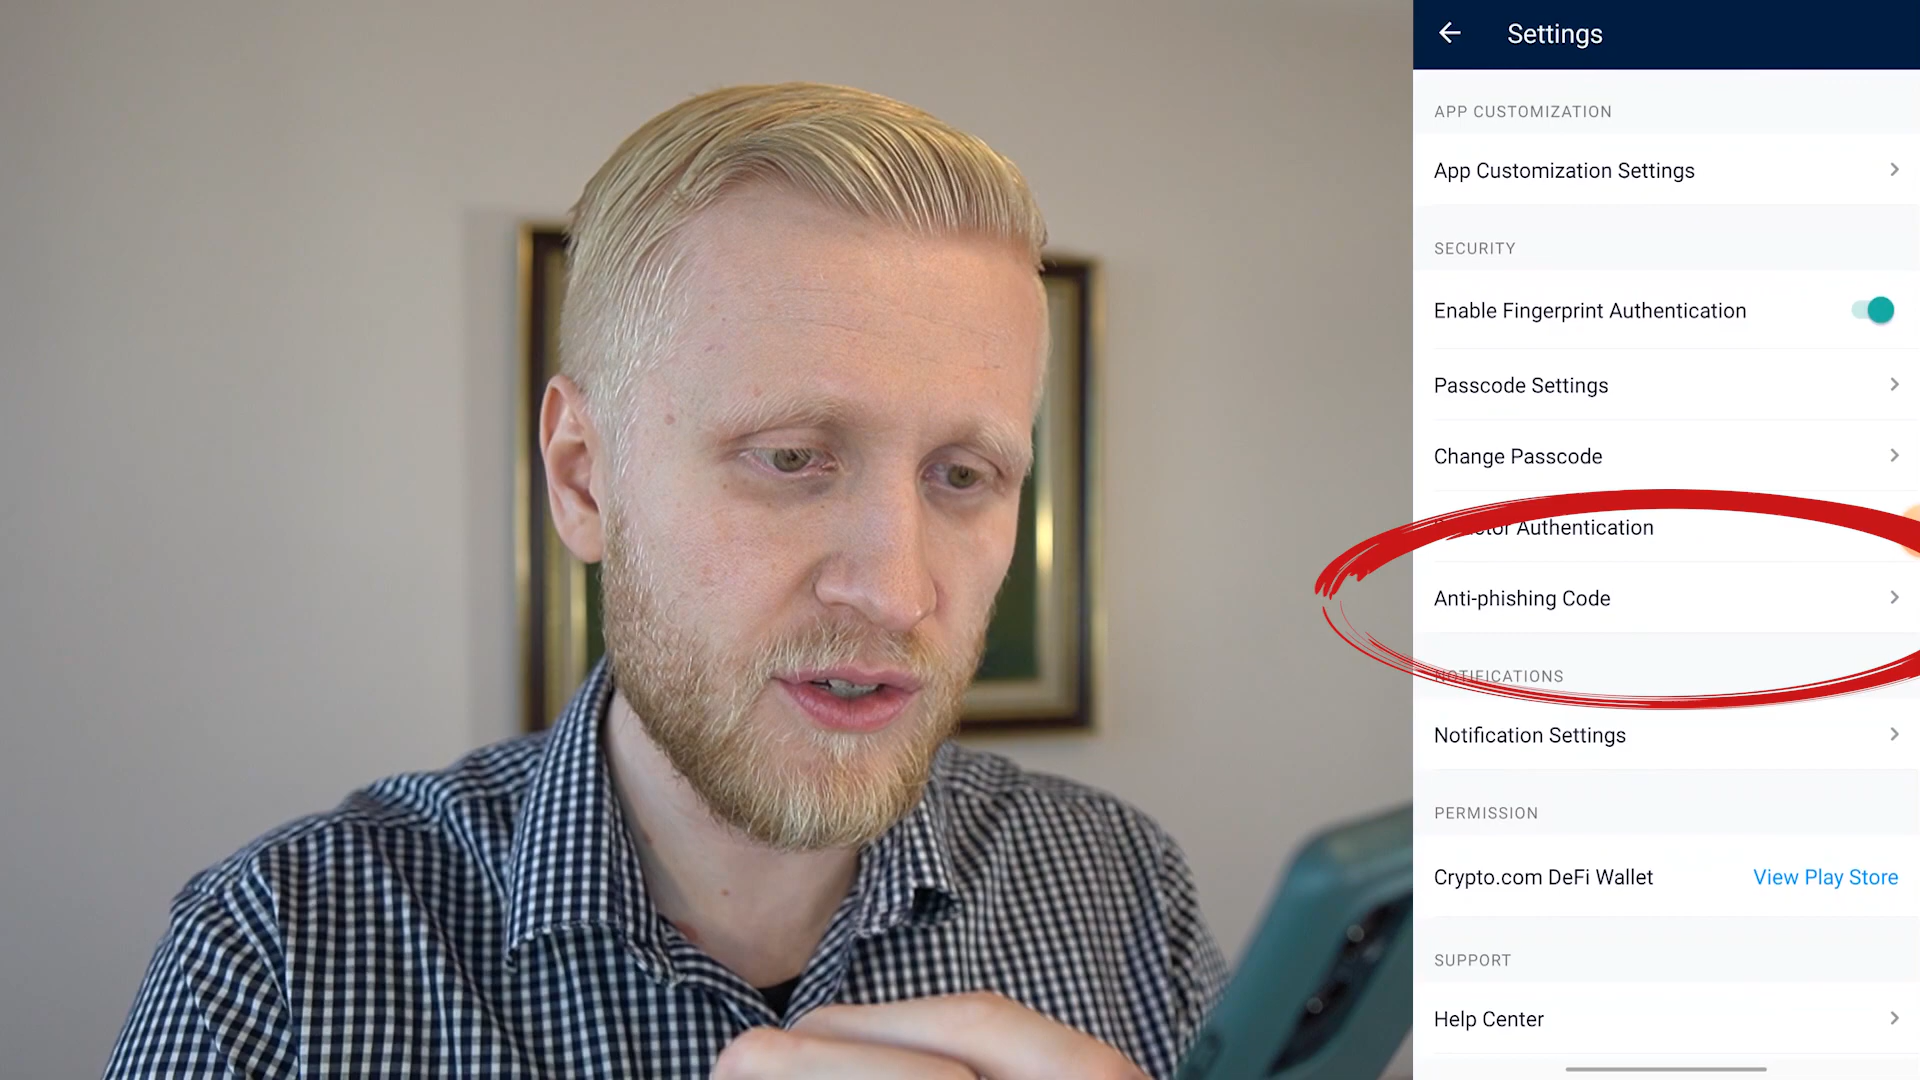 Settings
APP CUSTOMIZATION
App Customization Settings
SECURITY
Enable Fingerprint Authentication
Passcode Settings
Change Passcode
Authentication
Anti-phishing Code
NOTIFICATIONS
Notification Settings
PERMISSION
Crypto.com DeFi Wallet View Play Store
SUPPORT
Help Center